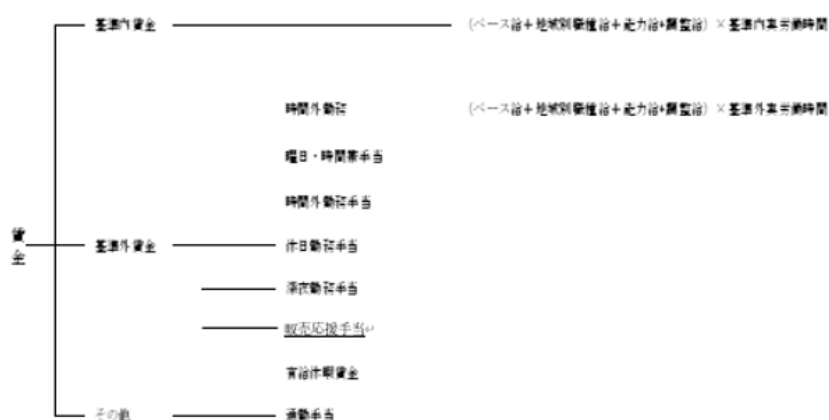 基準内賃金 (ベース給+地域別職種給+能力給+調整給)×基準内実労働時間
時間外勤務 (ベース給+地域別職種給+能力給+調整給)×基準外実労働時間
曜日・時間帯手当
時間外勤務手当
賃金
基準外賃金 休日勤務手当
深夜勤務手当
販売応援手当
有給休暇賃金
その他 通勤手当